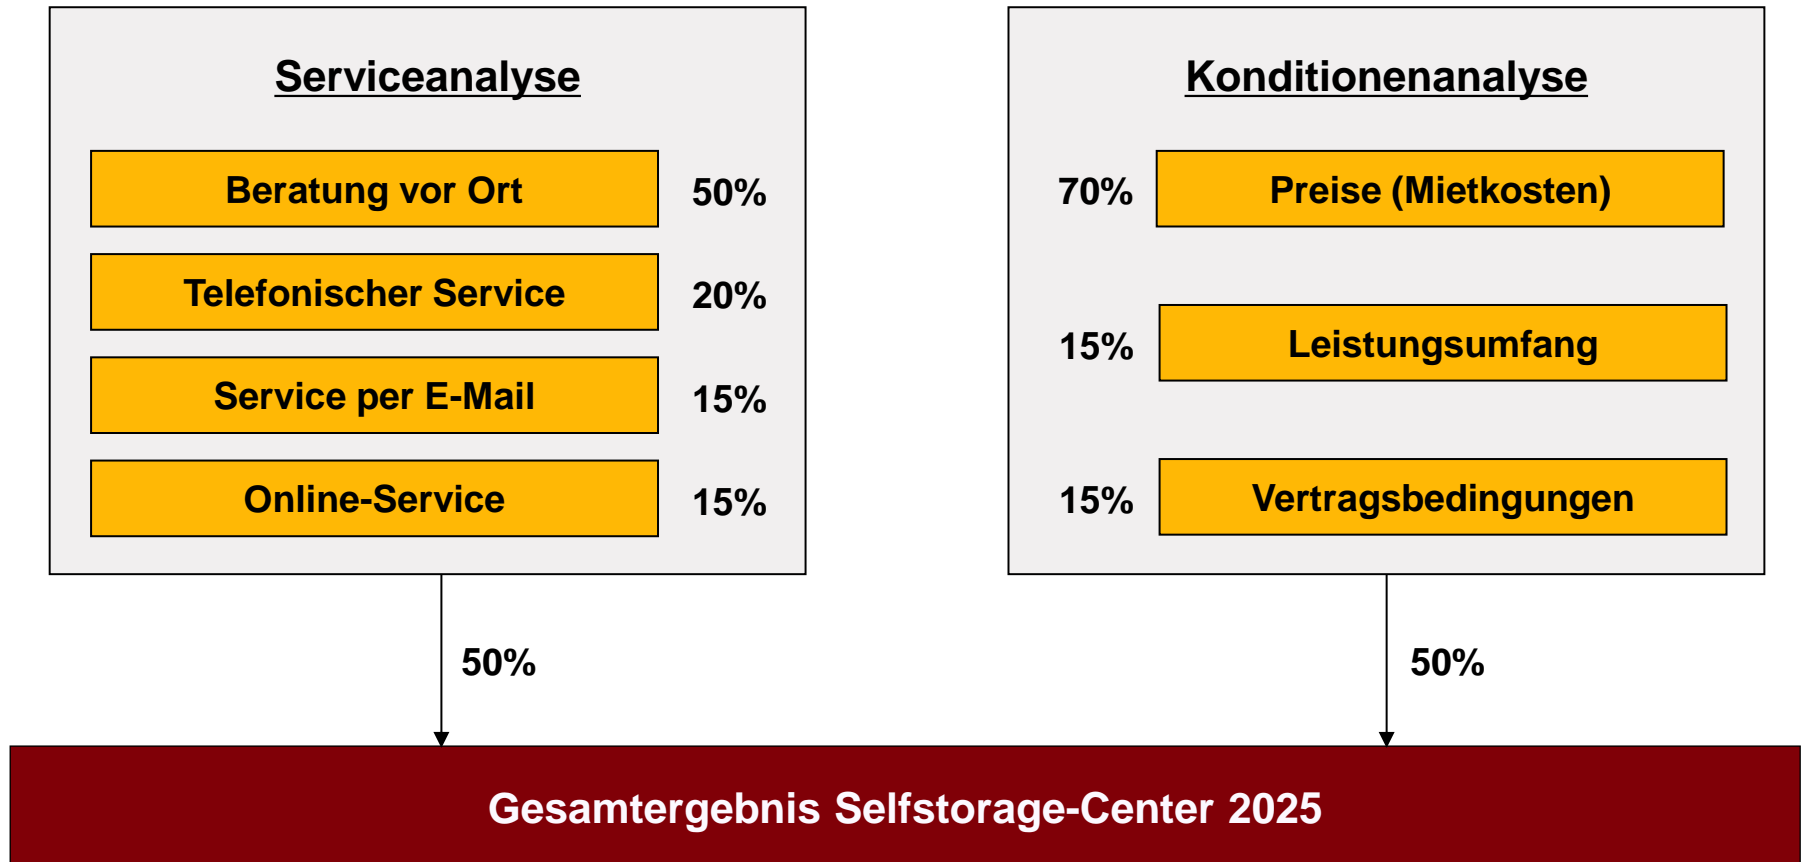 Serviceanalyse
Beratung vor Ort 50%
Telefonischer Service 20%
Service per E-Mail 15%
Online-Service 15%
50%
Konditionenanalyse
70% Preise (Mietkosten)
15% Leistungsumfang
15% Vertragsbedingungen
50%
Gesamtergebnis Selfstorage-Center 2025